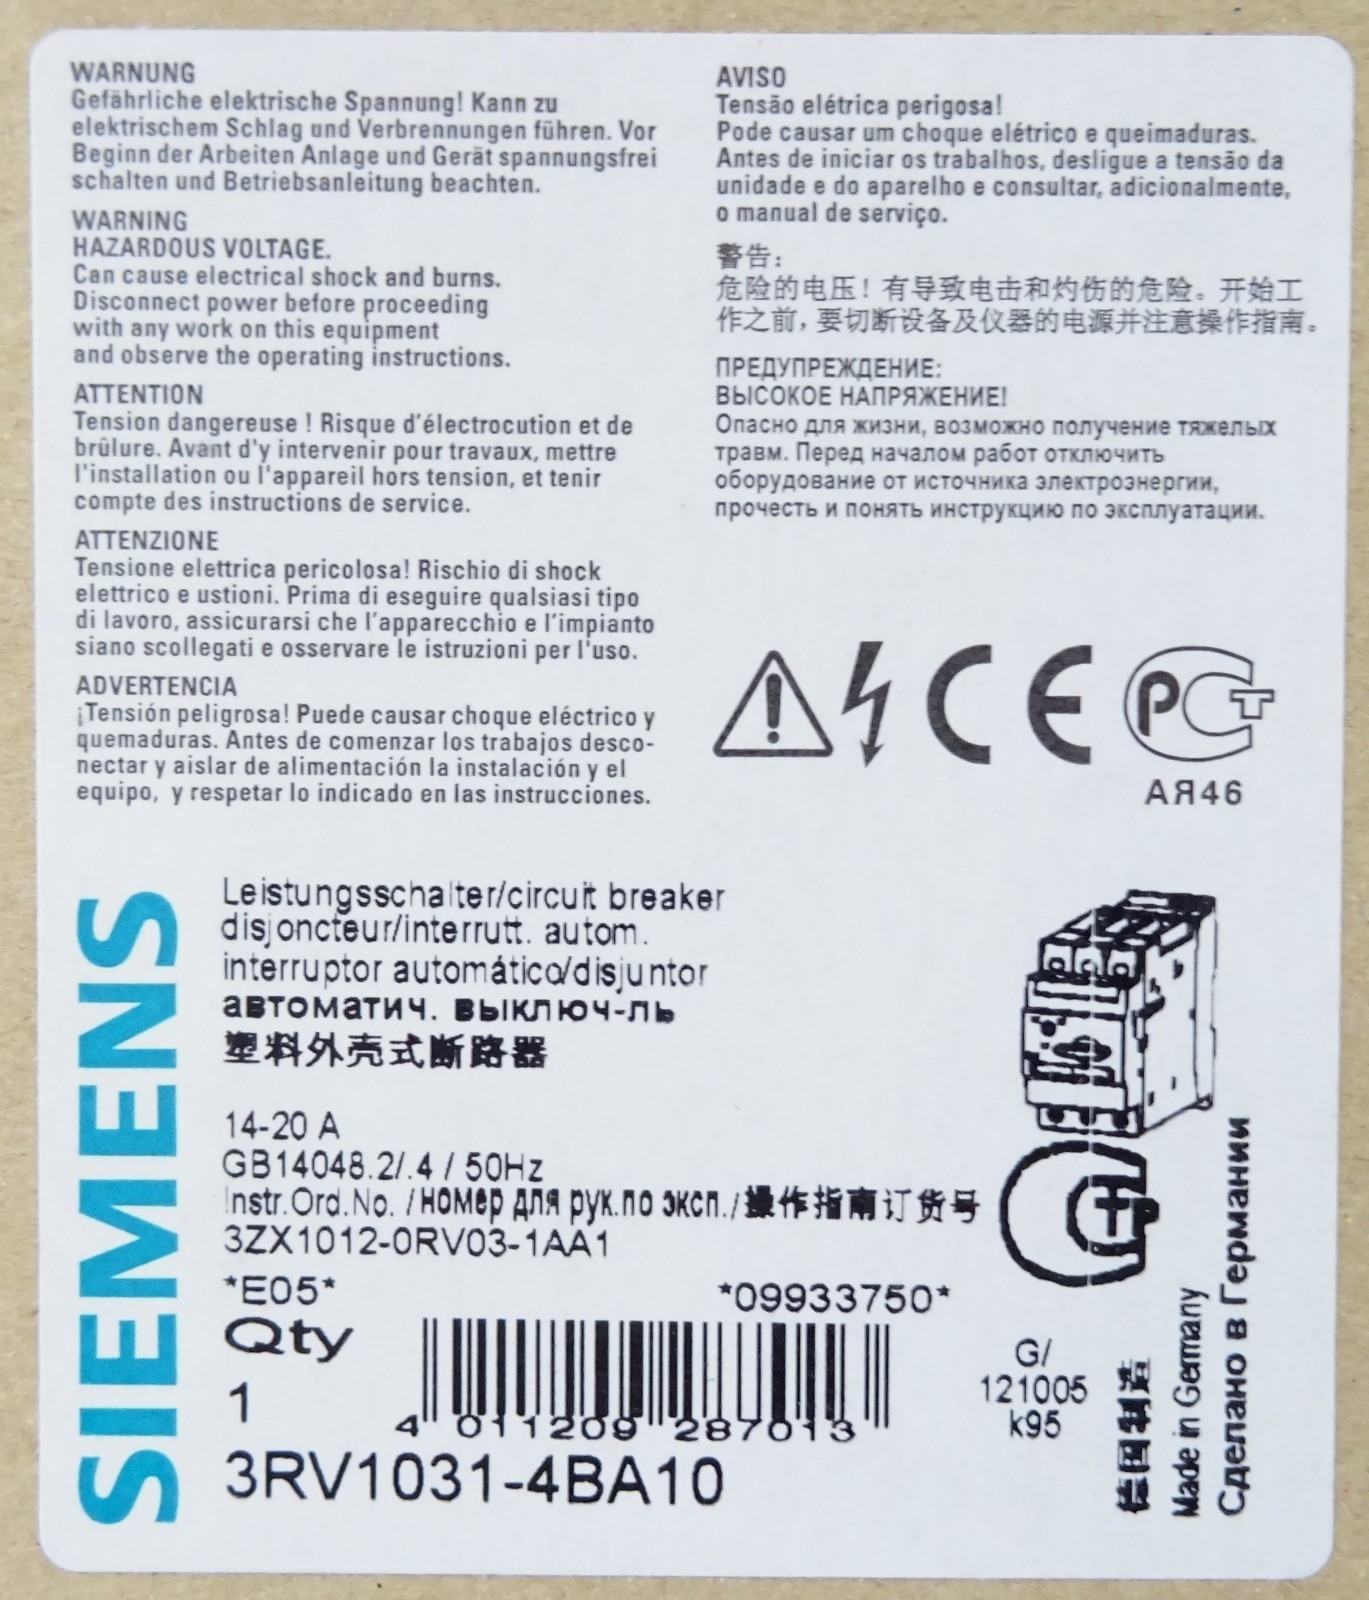 WARNUNG
Gefährliche elektrische Spannung! Kann zu
elektrischem Schlag und Verbrennungen führen. Vor
Beginn der Arbeiten Anlage und Gerät spannungsfrei
schalten und Betriebsanleitung beachten.
WARNING
HAZARDOUS VOLTAGE.
Can cause electrical shock and burns.
Disconnect power before proceeding
with any work on this equipment
and observe the operating instructions.
ATTENTION
Tension dangereuse ! Risque d'électrocution et de
brûlure. Avant d'y intervenir pour travaux, mettre
l'installation ou l'appareil hors tension, et tenir
compte des instructions de service.
ATTENZIONE
Tensione elettrica pericolosa! Rischio di shock
elettrico e ustioni. Prima di eseguire qualsiasi tipo
di lavoro, assicurarsi che l'apparecchio e l'impianto
siano scollegati e osservare le istruzioni per l'uso.
ADVERTENCIA
¡Tensión peligrosa! Puede causar choque eléctrico y
quemaduras. Antes de comenzar los trabajos desco-
nectar y aislar de alimentación la instalación y el
equipo, y respetar lo indicado en las instrucciones.
AVISO
Tensão elétrica perigosa!
Pode causar um choque elétrico e queimaduras.
Antes de iniciar os trabalhos, desligue a tensão da
unidade e do aparelho e consultar, adicionalmente,
o manual de serviço.
警告：
危险的电压！有导致电击和灼伤的危险。开始工
作之前，要切断设备及仪器的电源并注意操作指南。
ПРЕДУПРЕЖДЕНИЕ:
ВЫСОКОЕ НАПРЯЖЕНИЕ!
Опасно для жизни, возможно получение тяжелых
травм. Перед началом работ отключить
оборудование от источника электроэнергии,
прочесть и понять инструкцию по эксплуатации.
CE
РСТ
АЯ46
SIEMENS
Leistungsschalter/circuit breaker
disjoncteur/interrutt. autom.
interruptor automático/disjuntor
автоматич. выключ-ль
塑料外壳式断路器
14-20 A
GB14048.2/.4 / 50Hz
Instr.Ord.No. /номер для рук.по эксп./操作指南订货号
3ZX1012-0RV03-1AA1
*E05*
*09933750*
Qty
1
4 011209 287013
3RV1031-4BA10
G/
121005
k95
德国制造
Made in Germany
Сделано в Германии